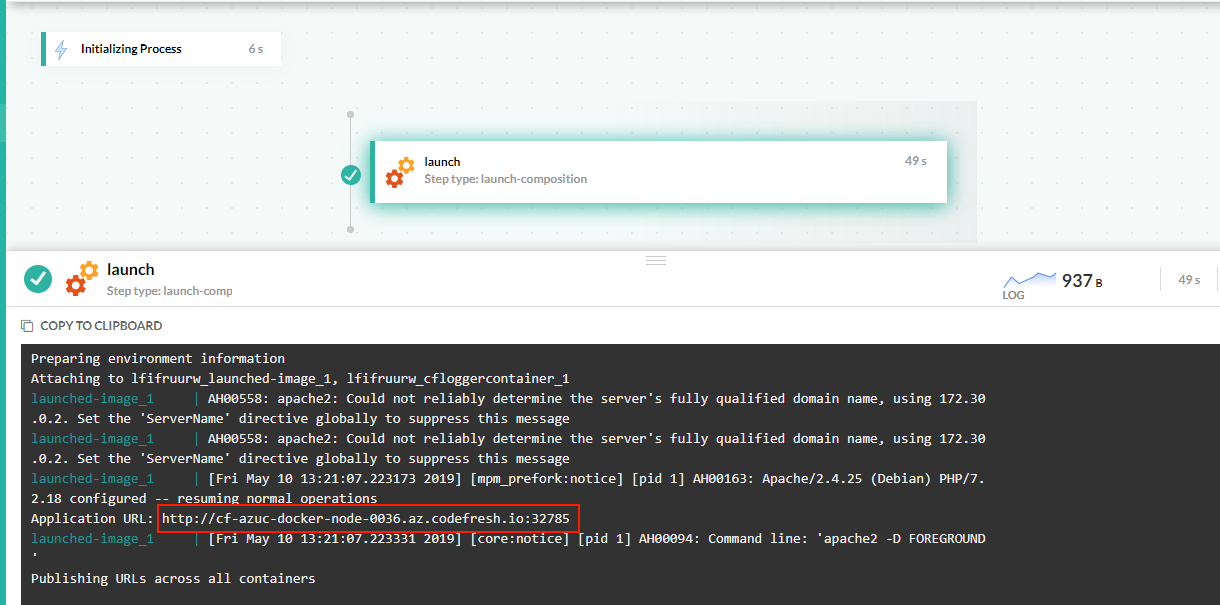 Initializing Process 6 s
launch 49 s
Step type: launch-composition
launch
Step type: launch-comp
LOG 937 B 49 s
COPY TO CLIPBOARD
Preparing environment information
Attaching to lfifruurw_launched-image_1, lfifruurw_cfloggercontainer_1
launched-image_1 | AH00558: apache2: Could not reliably determine the server's fully qualified domain name, using 172.30
.0.2. Set the 'ServerName' directive globally to suppress this message
launched-image_1 | AH00558: apache2: Could not reliably determine the server's fully qualified domain name, using 172.30
.0.2. Set the 'ServerName' directive globally to suppress this message
launched-image_1 | [Fri May 10 13:21:07.223173 2019] [mpm_prefork:notice] [pid 1] AH00163: Apache/2.4.25 (Debian) PHP/7.
2.18 configured -- resuming normal operations
Application URL: http://cf-azuc-docker-node-0036.az.codefresh.io:32785
launched-image_1 | [Fri May 10 13:21:07.223331 2019] [core:notice] [pid 1] AH00094: Command line: 'apache2 -D FOREGROUND
'
Publishing URLs across all containers